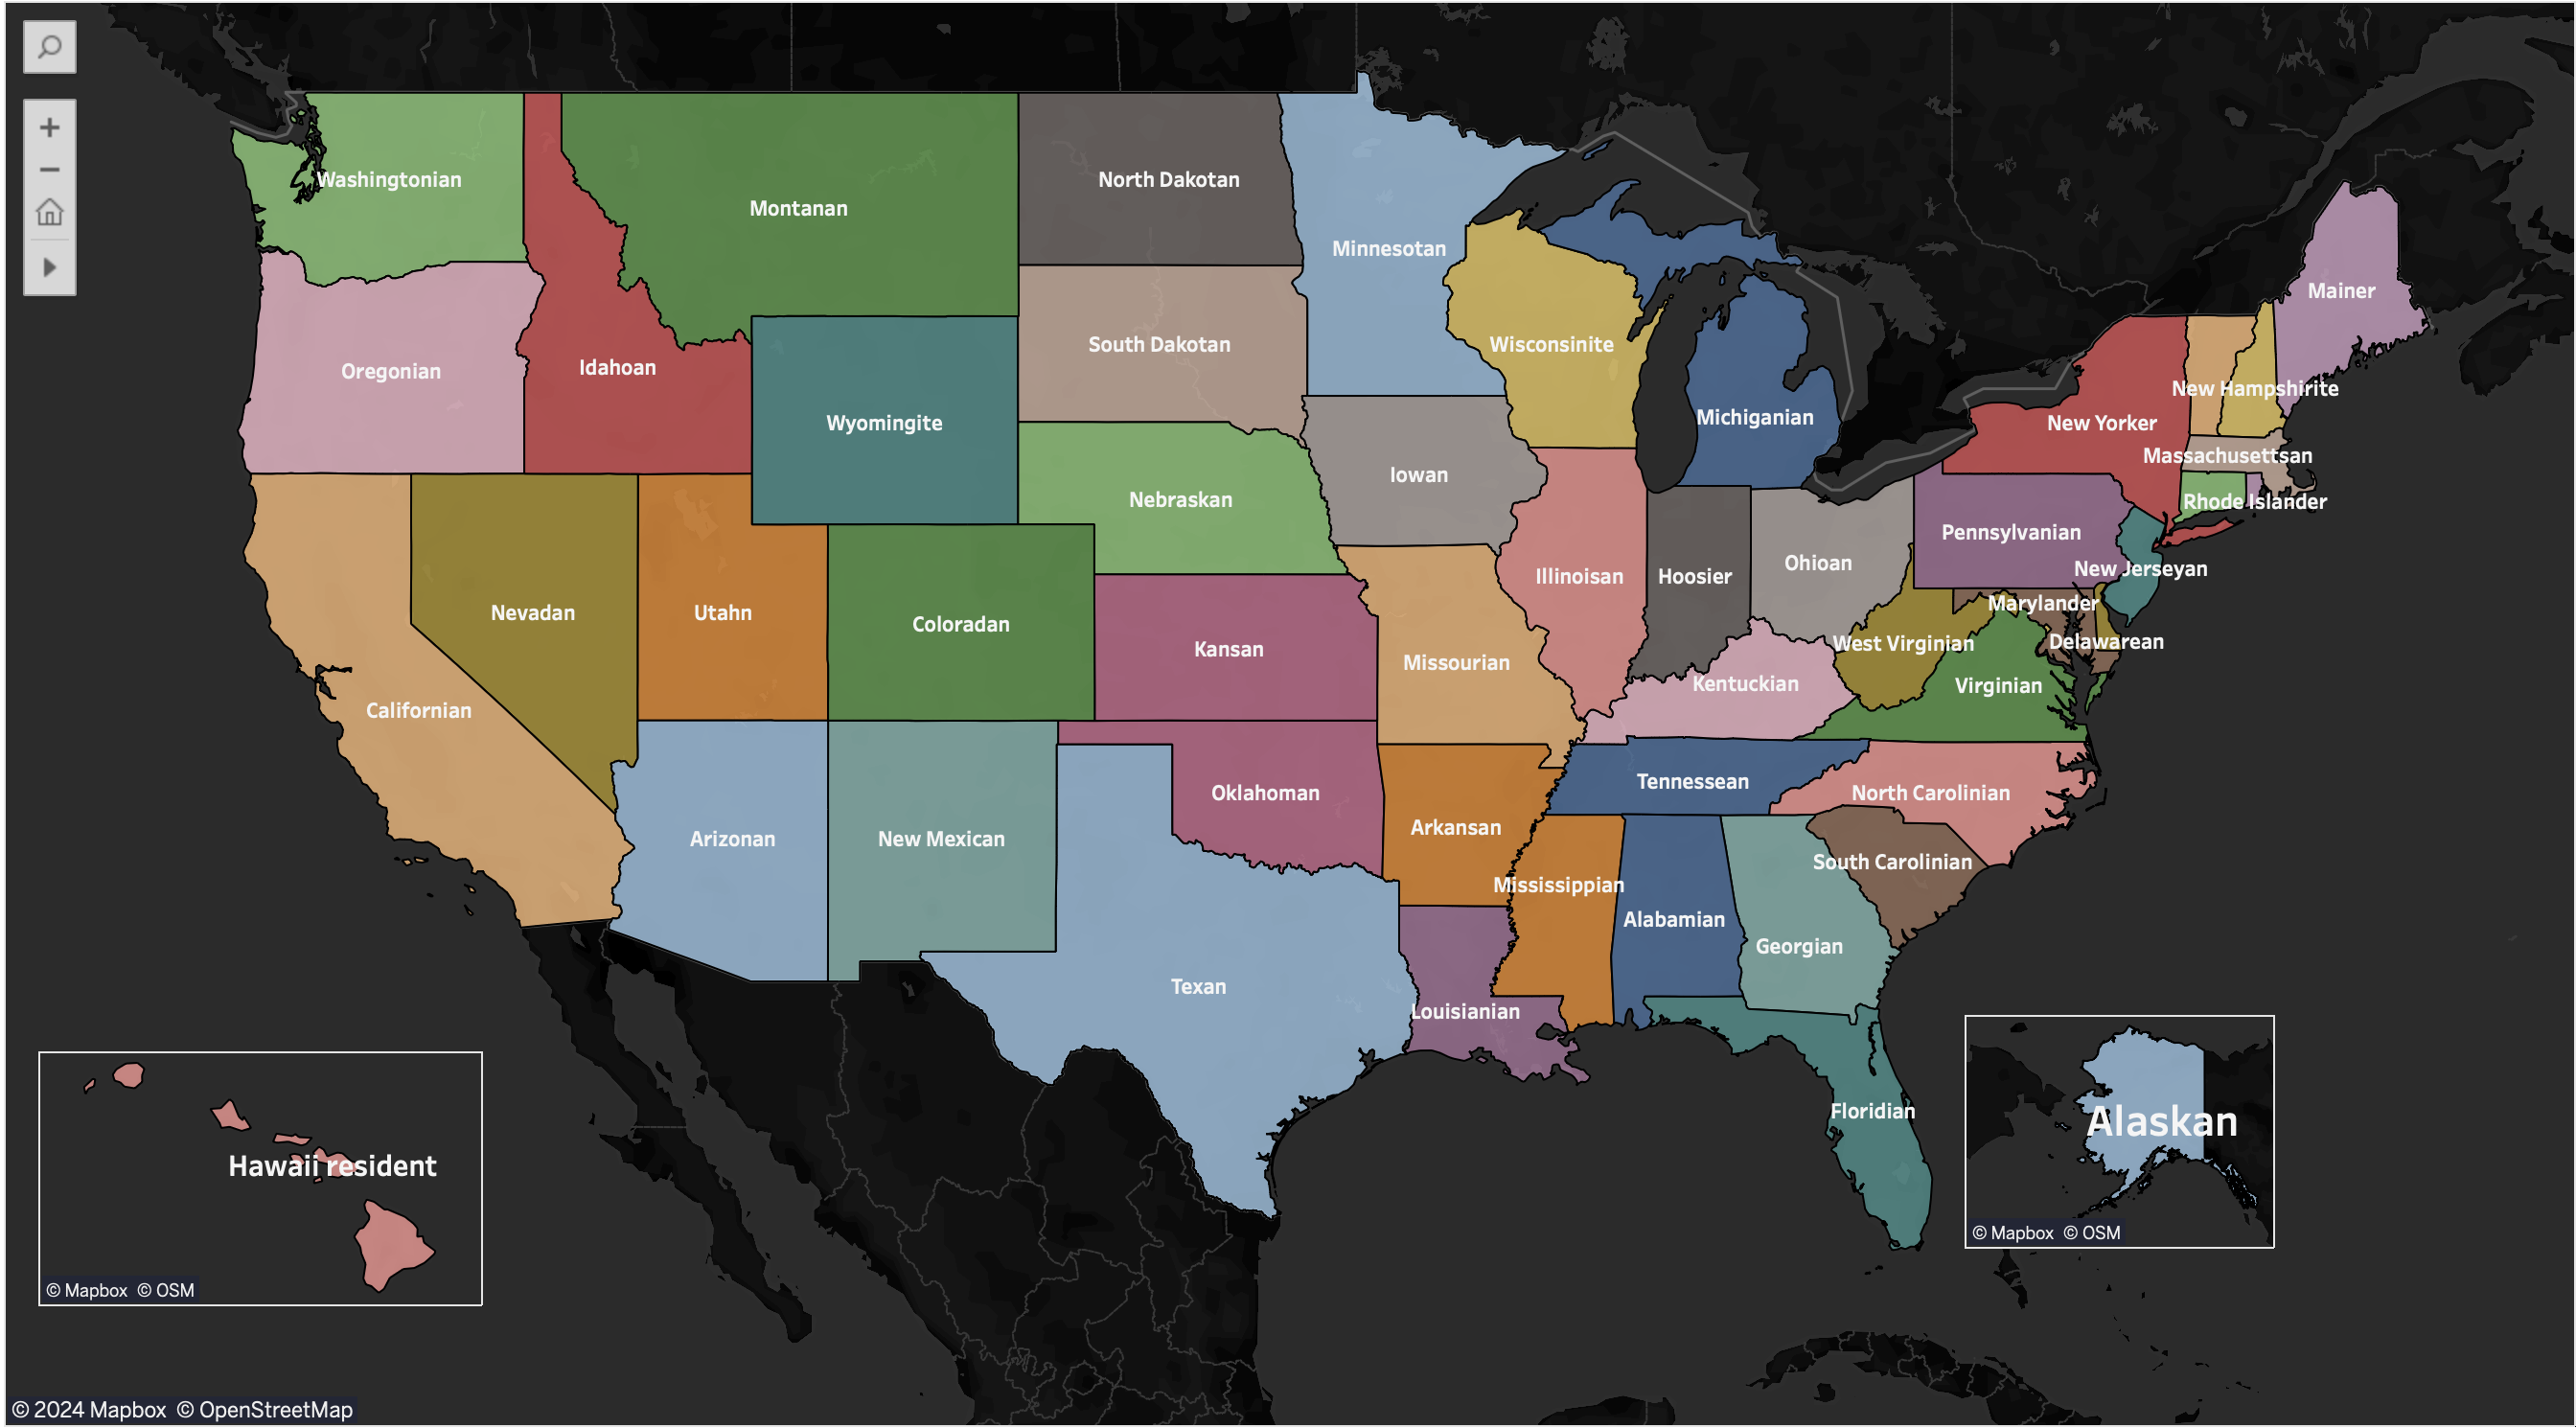 Washingtonian
North Dakotan
Montanan
Minnesotan
Mainer
South Dakotan
Wisconsinite
Idahoan
Oregonian
New Hampshirite
Michiganian
Wyomingite
New Yorker
Massachusettsan
Iowan
Nebraskan
Rhode Islander
Pennsylvanian
Ohioan
New Jerseyan
Illinoisan
Hoosier
Marylander
Nevadan
Utahn
Coloradan
Delawarean
West Virginian
Kansan
Missourian
Kentuckian
Virginian
Californian
Tennessean
Oklahoman
North Carolinian
Arkansan
Arizonan
New Mexican
South Carolinian
Mississippian
Alabamian
Georgian
Texan
Louisianian
Floridian
Alaskan
© Mapbox © OSM
Hawaii resident
© Mapbox © OSM
© 2024 Mapbox © OpenStreetMap